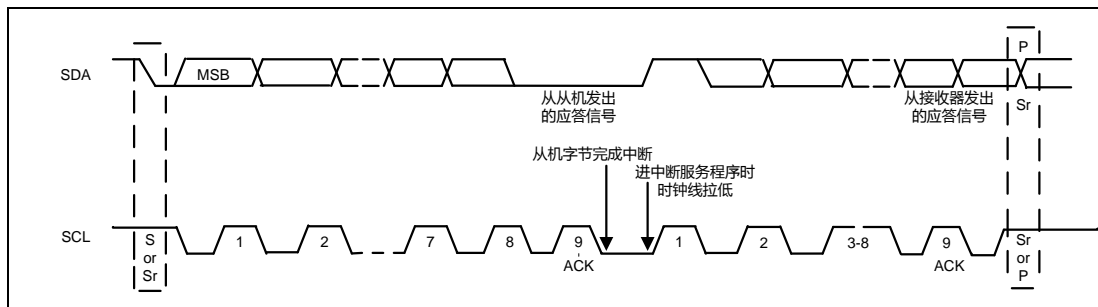 SDA
MSB
从从机发出
的应答信号
从接收器发出
的应答信号
P
Sr
从机字节完成中断
进中断服务程序时
时钟线拉低
SCL
S
or
Sr
1
2
7
8
9
ACK
1
2
3-8
9
ACK
Sr
or
P